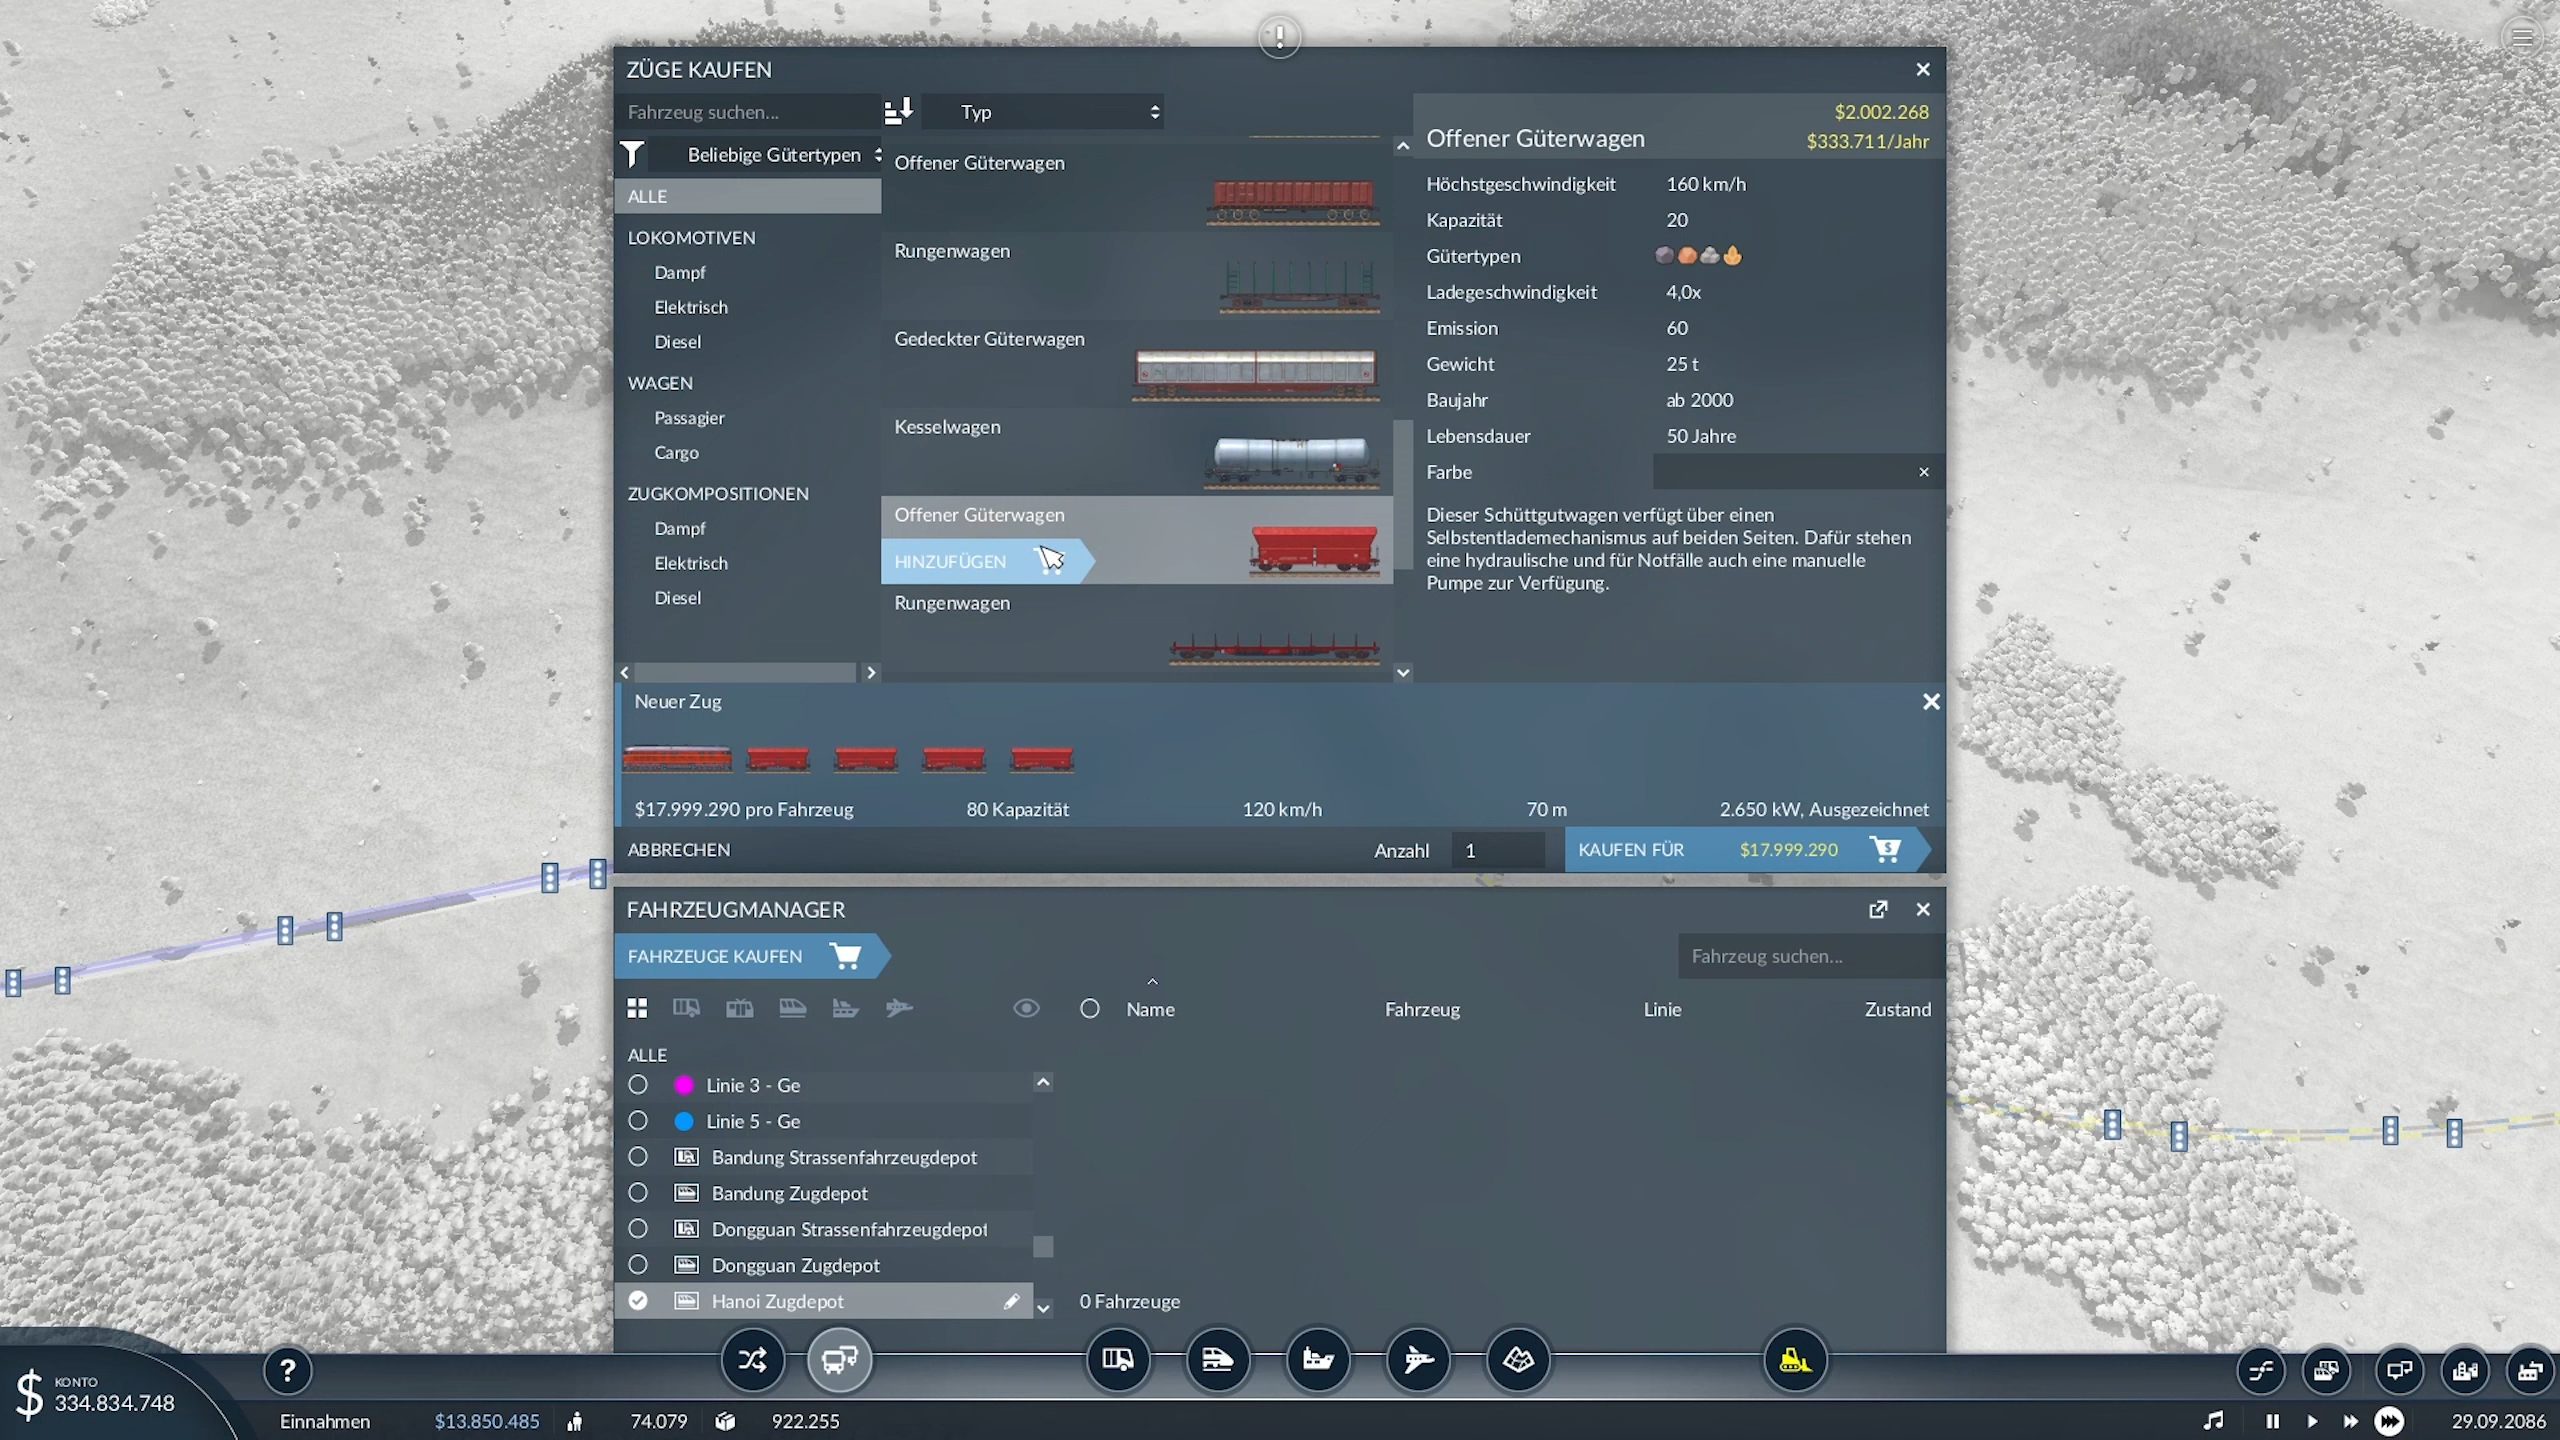 ZÜGE KAUFEN
Fahrzeug suchen...
Typ
Beliebige Gütertypen
ALLE
LOKOMOTIVEN
Dampf
Elektrisch
Diesel
WAGEN
Passagier
Cargo
ZUGKOMPOSITIONEN
Dampf
Elektrisch
Diesel
Offener Güterwagen
Rungenwagen
Gedeckter Güterwagen
Kesselwagen
Offener Güterwagen
HINZUFÜGEN
Rungenwagen
$2.002.268
Offener Güterwagen
$333.711/Jahr
Höchstgeschwindigkeit 160 km/h
Kapazität 20
Gütertypen
Ladegeschwindigkeit 4,0x
Emission 60
Gewicht 25 t
Baujahr ab 2000
Lebensdauer 50 Jahre
Farbe
Dieser Schüttgutwagen verfügt über einen
Selbstentlademechanismus auf beiden Seiten. Dafür stehen
eine hydraulische und für Notfälle auch eine manuelle
Pumpe zur Verfügung.
Neuer Zug
$17.999.290 pro Fahrzeug 80 Kapazität 120 km/h 70 m 2.650 kW, Ausgezeichnet
ABBRECHEN Anzahl 1 KAUFEN FÜR $17.999.290
FAHRZEUGMANAGER
FAHRZEUGE KAUFEN
Fahrzeug suchen...
Name Fahrzeug Linie Zustand
ALLE
Linie 3 - Ge
Linie 5 - Ge
Bandung Strassenfahrzeugdepot
Bandung Zugdepot
Dongguan Strassenfahrzeugdepot
Dongguan Zugdepot
Hanoi Zugdepot
0 Fahrzeuge
KONTO
334.834.748
Einnahmen $13.850.485 74.079 922.255
29.09.2086